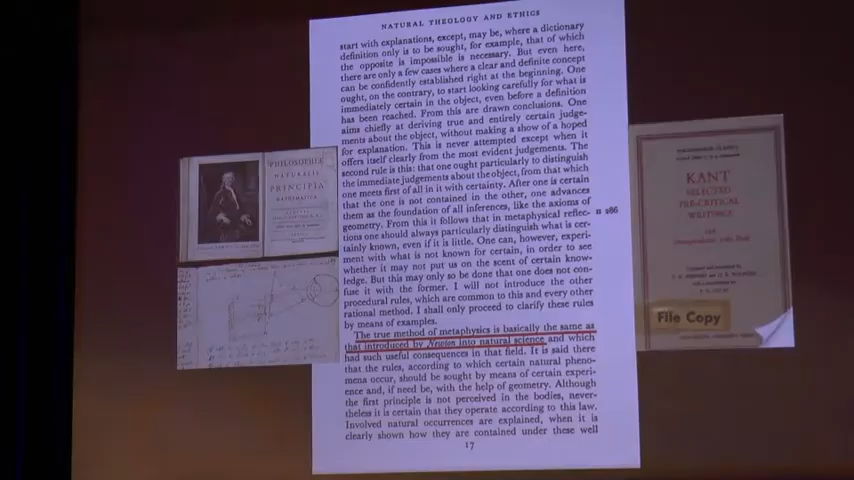 NATURAL THEOLOGY AND ETHICS
start with explanations, except, may be, where a dictionary
definition only is to be sought, for example, that of which
the opposite is impossible is necessary. But even here,
there are only a few cases where a clear and definite concept
can be confidently established right at the beginning. One
ought, on the contrary, to start looking carefully for what is
immediately certain in the object, even before a definition
has been reached. From this are drawn conclusions. One
aims chiefly at deriving true and entirely certain judge-
ments about the object, without making a show of a hoped
for explanation. This is never attempted except when it
offers itself clearly from the most evident judgements. The
second rule is this: that one ought particularly to distinguish
the immediate judgements about the object, from that which
one meets first of all in it with certainty. After one is certain
that the one is not contained in the other, one advances
them as the foundation of all inferences, like the axioms of
geometry. From this it follows that in metaphysical reflec-
tions one should always particularly distinguish what is cer-
tainly known, even if it is little. One can, however, experi-
ment with what is not known for certain, in order to see
whether it may not put us on the scent of certain know-
ledge. But this may only so be done that one does not con-
fuse it with the former. I will not introduce the other
procedural rules, which are common to this and every other
rational method. I shall only proceed to clarify these rules
by means of examples.
The true method of metaphysics is basically the same as
that introduced by Newton into natural science and which
had such useful consequences in that field. It is said there
that the rules, according to which certain natural pheno-
mena occur, should be sought by means of certain experi-
ence and, if need be, with the help of geometry. Although
the first principle is not perceived in the bodies, never-
theless it is certain that they operate according to this law.
Involved natural occurrences are explained, when it is
clearly shown how they are contained under these well
17
II 286
PHILOSOPHIÆ
NATURALIS
PRINCIPIA
MATHEMATICA
KANT
SELECTED
PRE-CRITICAL
WRITINGS
File Copy